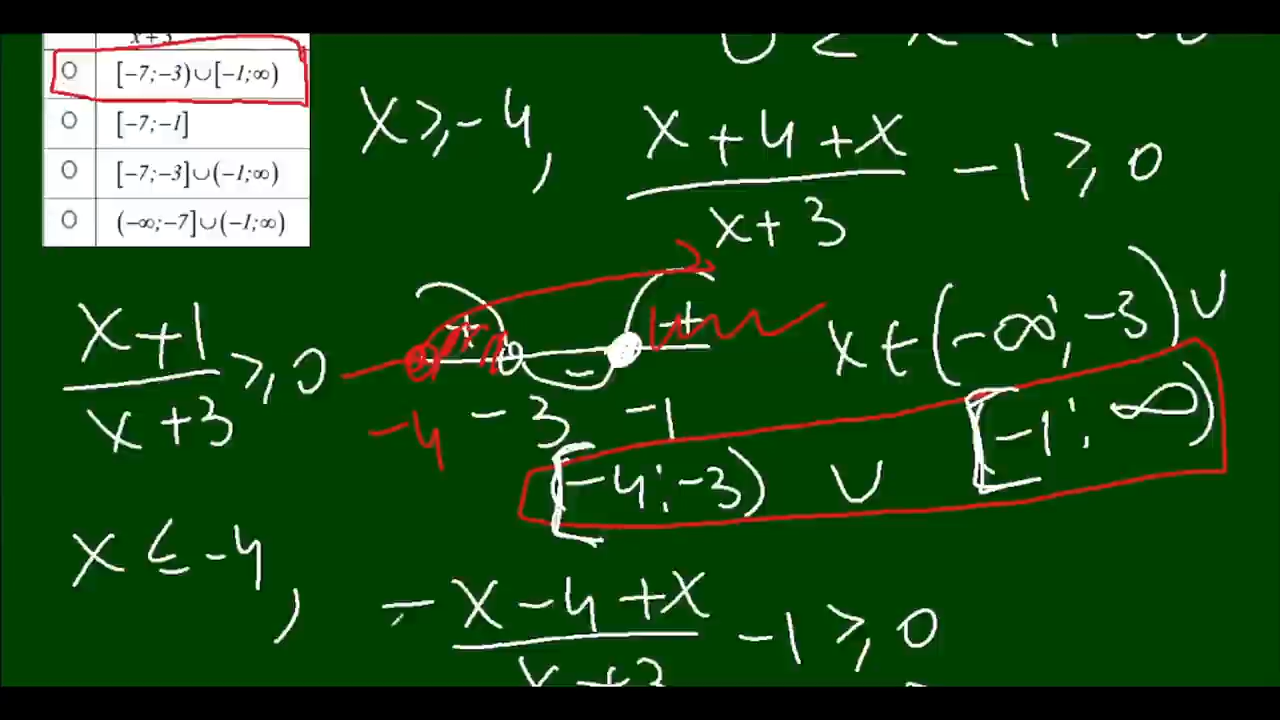 x+3
[-7;-3)∪[-1;∞)
[-7;-1]
[-7;-3]∪(-1;∞)
(-∞;-7]∪(-1;∞)
x ≥ -4,
x+4+x
x+3
-1 ≥ 0
x+1
x+3
≥ 0
+
-
+
-4
-3
-1
x ∈ (-∞; -3) ∪
[-1; ∞)
[-4;-3) ∪
x ≤ -4,
-x-4+x
x+3
-1 ≥ 0